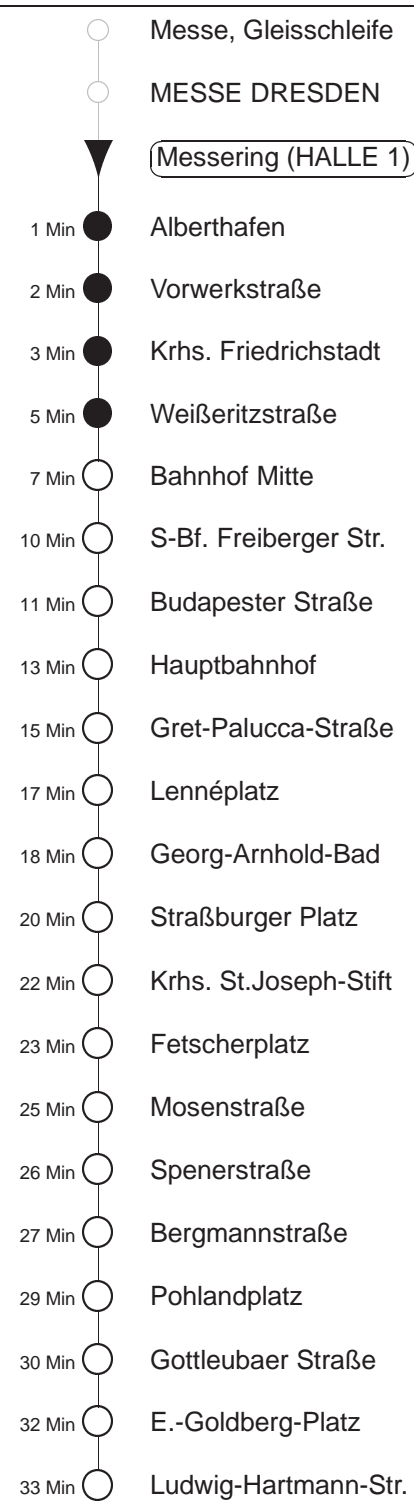 Messe, Gleisschleife
MESSE DRESDEN
Messering (HALLE 1)
1 Min Alberthafen
2 Min Vorwerkstraße
3 Min Krhs. Friedrichstadt
5 Min Weißeritzstraße
7 Min Bahnhof Mitte
10 Min S-Bf. Freiberger Str.
11 Min Budapester Straße
13 Min Hauptbahnhof
15 Min Gret-Palucca-Straße
17 Min Lennéplatz
18 Min Georg-Arnhold-Bad
20 Min Straßburger Platz
22 Min Krhs. St.Joseph-Stift
23 Min Fetscherplatz
25 Min Mosenstraße
26 Min Spenerstraße
27 Min Bergmannstraße
29 Min Pohlandplatz
30 Min Gottleubaer Straße
32 Min E.-Goldberg-Platz
33 Min Ludwig-Hartmann-Str.